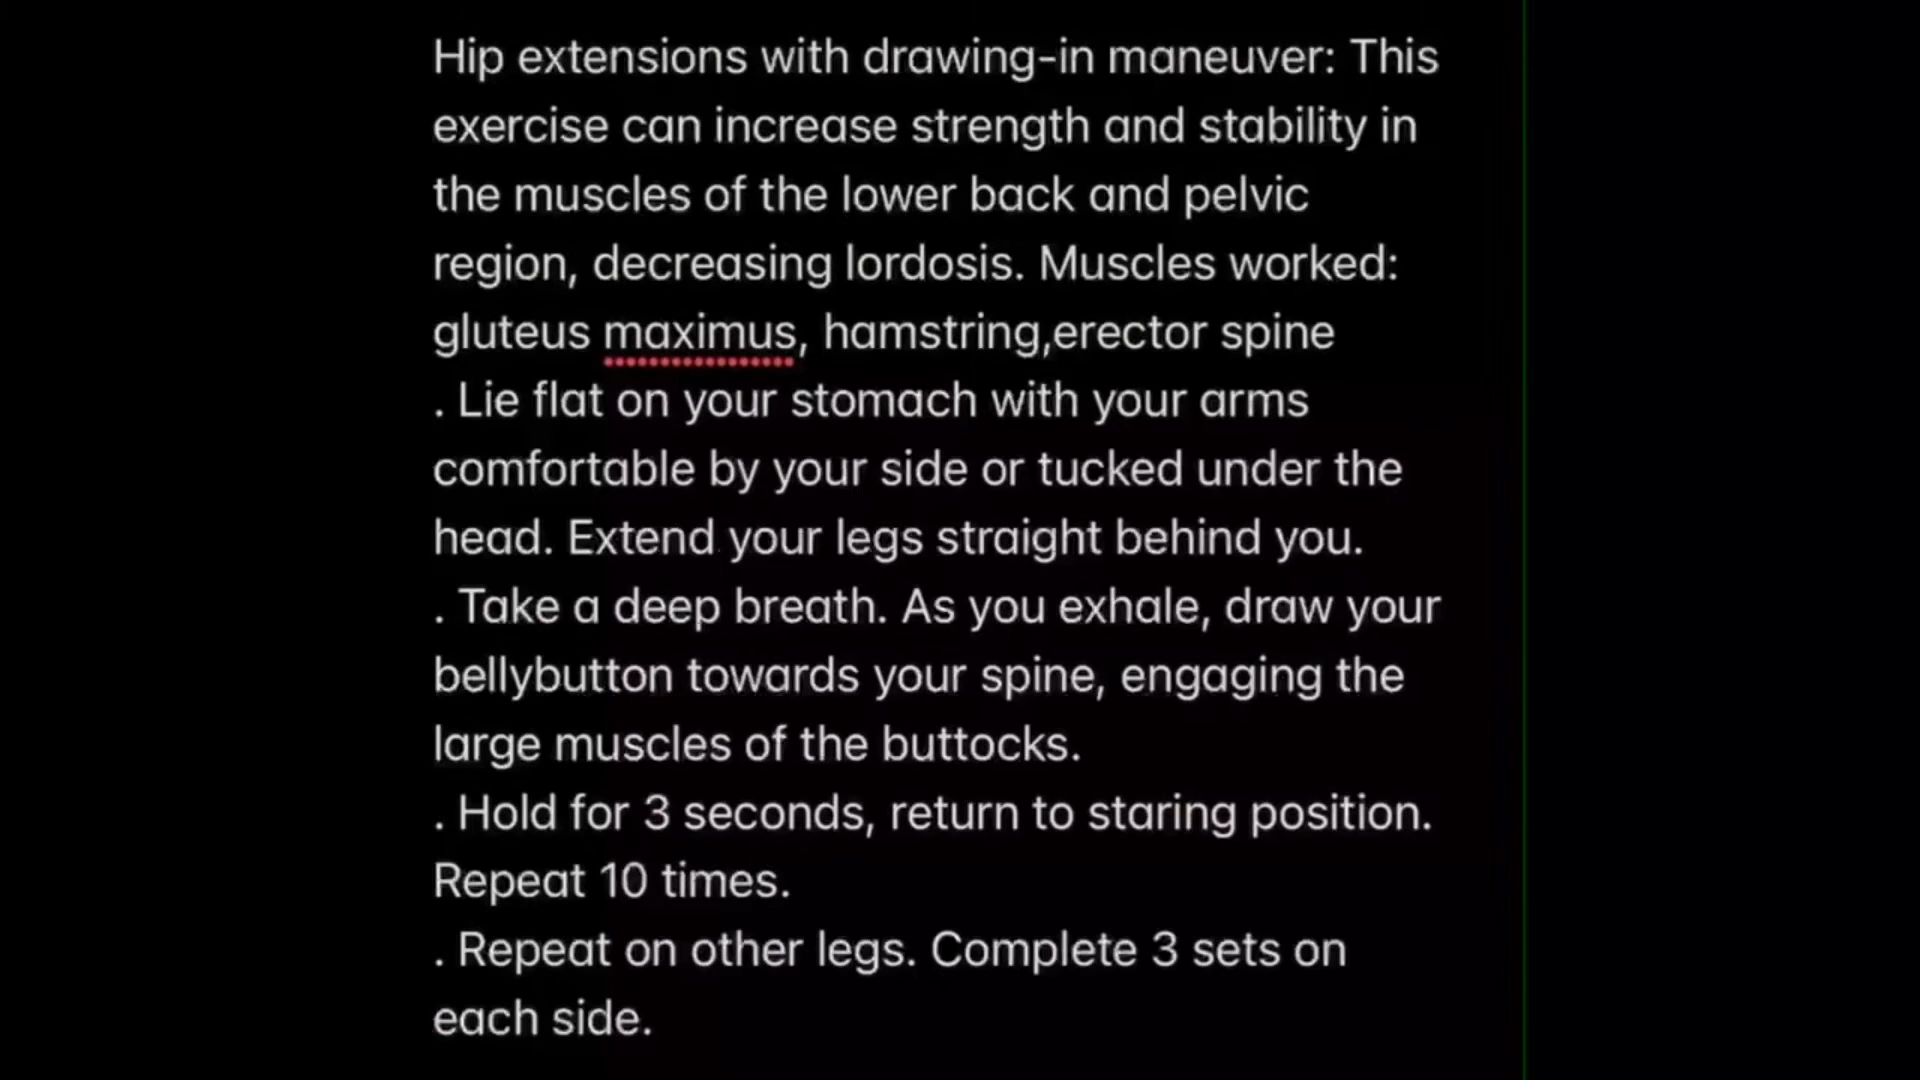 Hip extensions with drawing-in maneuver: This
exercise can increase strength and stability in
the muscles of the lower back and pelvic
region, decreasing lordosis. Muscles worked:
gluteus maximus, hamstring,erector spine
. Lie flat on your stomach with your arms
comfortable by your side or tucked under the
head. Extend your legs straight behind you.
. Take a deep breath. As you exhale, draw your
bellybutton towards your spine, engaging the
large muscles of the buttocks.
. Hold for 3 seconds, return to staring position.
Repeat 10 times.
. Repeat on other legs. Complete 3 sets on
each side.